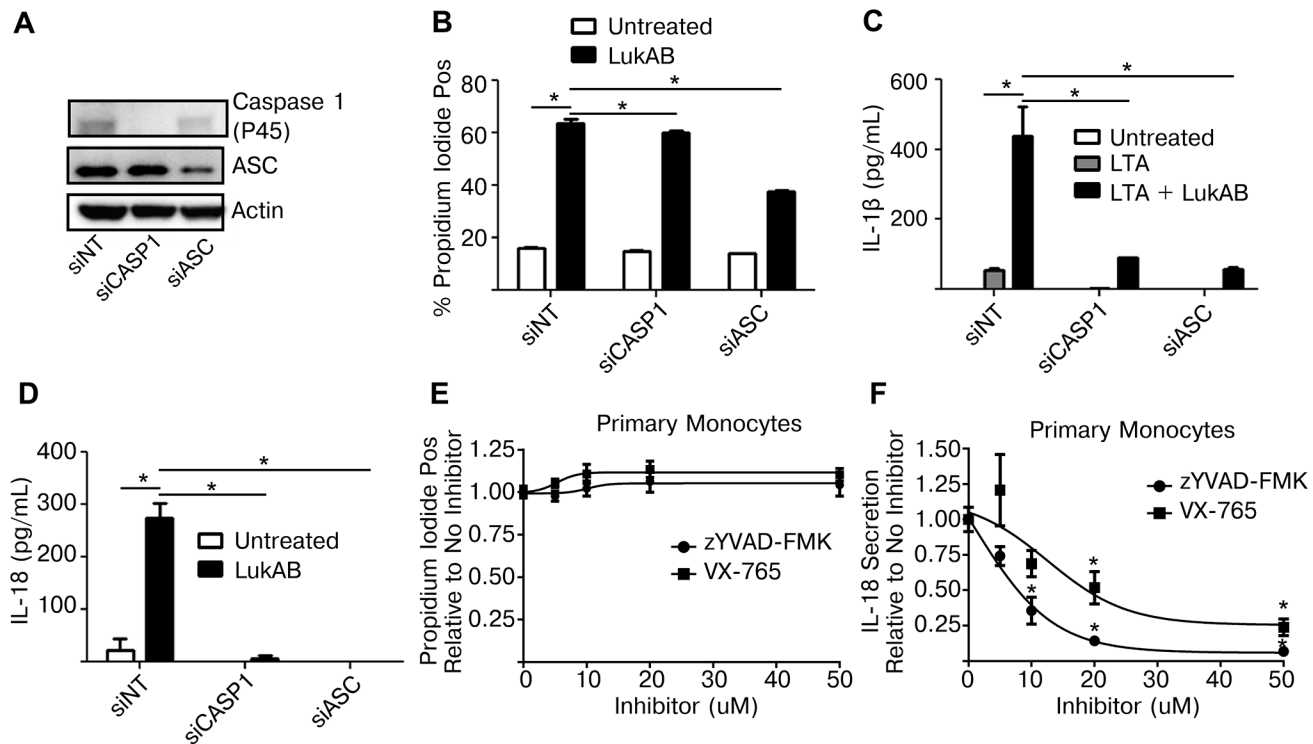 A
Caspase 1
(P45)
ASC
Actin
siNT
siCASP1
siASC
B
Untreated
LukAB
% Propidium Iodide Pos
80
60
40
20
*
*
*
siNT
siCASP1
siASC
C
IL-1β (pg/mL)
600
400
200
*
*
*
Untreated
LTA
LTA + LukAB
siNT
siCASP1
siASC
D
IL-18 (pg/mL)
400
300
200
100
*
*
*
Untreated
LukAB
siNT
siCASP1
siASC
E
Primary Monocytes
Propidium Iodide Pos
Relative to No Inhibitor
1.25
1.00
0.75
0.50
0.25
zYVAD-FMK
VX-765
0 10 20 30 40 50
Inhibitor (uM)
F
Primary Monocytes
IL-18 Secretion
Relative to No Inhibitor
1.50
1.25
1.00
0.75
0.50
0.25
zYVAD-FMK
VX-765
*
*
*
*
*
0 10 20 30 40 50
Inhibitor (uM)